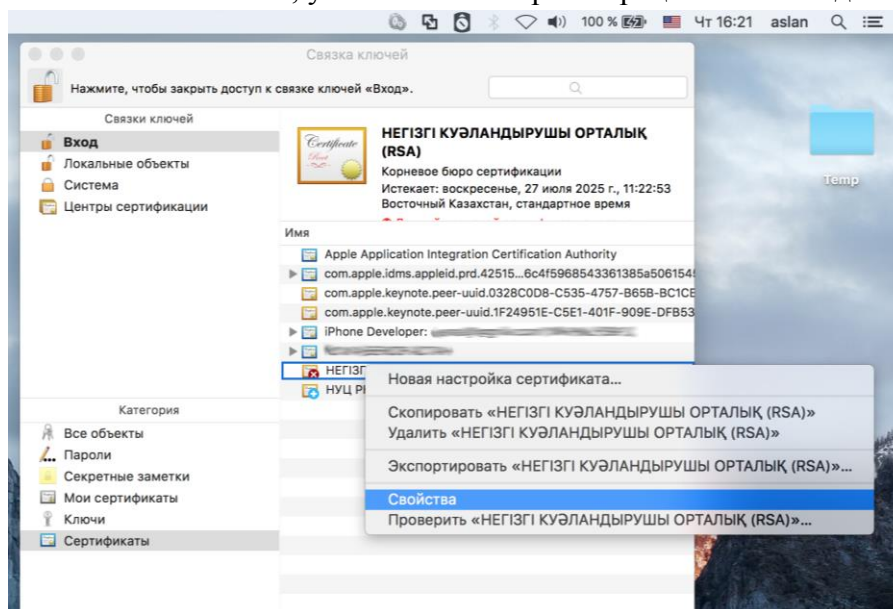 100 % Чт 16:21 aslan
Связка ключей
Нажмите, чтобы закрыть доступ к связке ключей «Вход».
Связки ключей
Вход
Локальные объекты
Система
Центры сертификации
Certificate
Root
НЕГІЗГІ КУӘЛАНДЫРУШЫ ОРТАЛЫҚ
(RSA)
Корневое бюро сертификации
Истекает: воскресенье, 27 июля 2025 г., 11:22:53
Восточный Казахстан, стандартное время
Имя
Apple Application Integration Certification Authority
com.apple.idms.appleid.prd.42515...6c4f5968543361385a506154
com.apple.keynote.peer-uuid.0328C0D8-C535-4757-B65B-BC1CE
com.apple.keynote.peer-uuid.1F24951E-C5E1-401F-909E-DFB53
iPhone Developer:
НЕГІЗГ
НУЦ
Новая настройка сертификата...
Скопировать «НЕГІЗГІ КУӘЛАНДЫРУШЫ ОРТАЛЫҚ (RSA)»
Удалить «НЕГІЗГІ КУӘЛАНДЫРУШЫ ОРТАЛЫҚ (RSA)»
Экспортировать «НЕГІЗГІ КУӘЛАНДЫРУШЫ ОРТАЛЫҚ (RSA)»...
Свойства
Проверить «НЕГІЗГІ КУӘЛАНДЫРУШЫ ОРТАЛЫҚ (RSA)»...
Категория
Все объекты
Пароли
Секретные заметки
Мои сертификаты
Ключи
Сертификаты
Temp